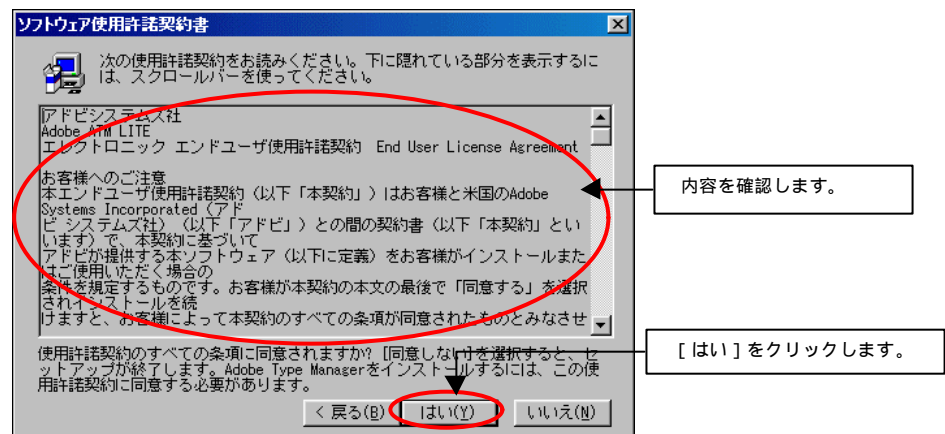 ソフトウェア使用許諾契約書
次の使用許諾契約をお読みください。下に隠れている部分を表示するに
は、スクロールバーを使ってください。
アドビシステムズ社
Adobe ATM LITE
エレクトロニック エンドユーザ使用許諾契約 End User License Agreement
お客様へのご注意
本エンドユーザ使用許諾契約(以下「本契約」)はお客様と米国のAdobe
Systems Incorporated (アド
ビ システムズ社) (以下「アドビ」)との間の契約書(以下「本契約」とい
います)で、本契約に基づいて
アドビが提供する本ソフトウェア(以下に定義)をお客様がインストールまた
はご使用いただく場合の
条件を規定するものです。お客様が本契約の本文の最後で「同意する」を選択
されインストールを続
けますと、お客様によって本契約のすべての条項が同意されたものとみなさせ
内容を確認します。
使用許諾契約のすべての条項に同意されますか? [同意しない]を選択すると、セ
ットアップが終了します。Adobe Type Managerをインストールするには、この使
用許諾契約に同意する必要があります。
[はい]をクリックします。
< 戻る(B) はい(Y) いいえ(N)